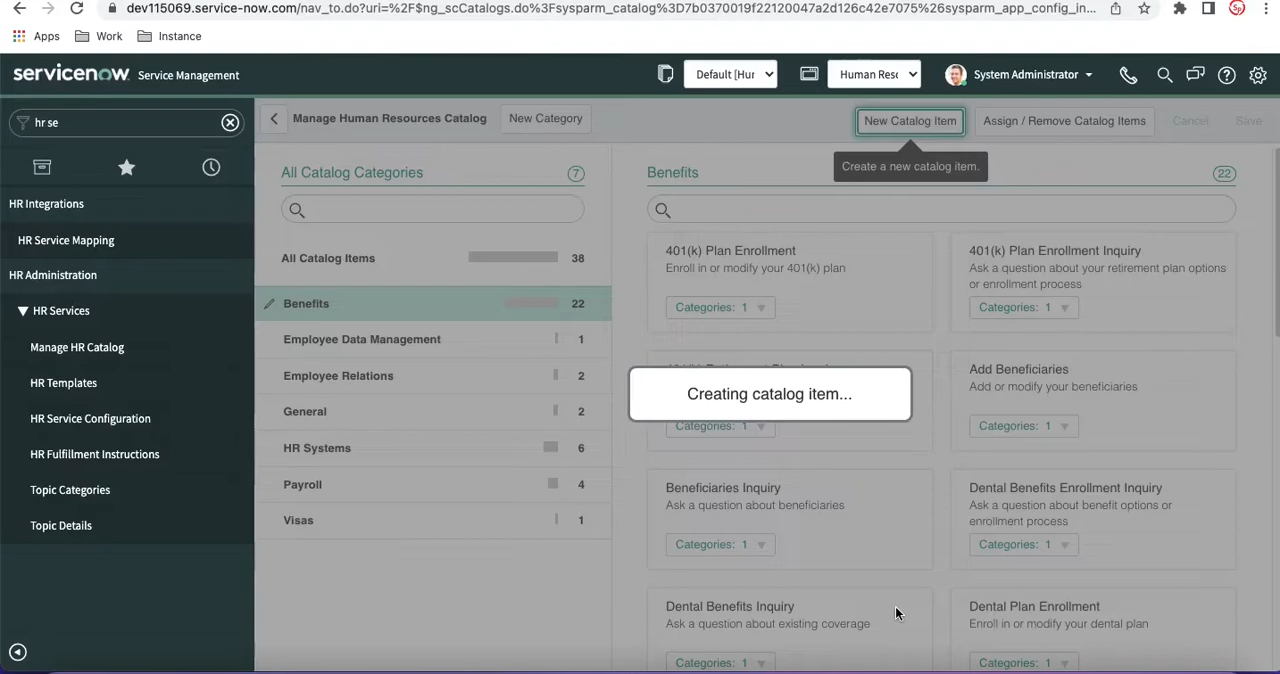 dev115069.service-now.com/nav_to.do?uri=%2F$ng_scCatalogs.do%3Fsysparm_catalog%3D7b0370019f22120047a2d126c42e7075%26sysparm_app_config_in...
Apps Work Instance
servicenow Service Management
Default [Hur
Human Resc
System Administrator
hr se
Manage Human Resources Catalog
New Category
New Catalog Item
Assign / Remove Catalog Items
Cancel
Save
Create a new catalog item.
HR Integrations
HR Service Mapping
HR Administration
HR Services
Manage HR Catalog
HR Templates
HR Service Configuration
HR Fulfillment Instructions
Topic Categories
Topic Details
All Catalog Categories 7
All Catalog Items 38
Benefits 22
Employee Data Management 1
Employee Relations 2
General 2
HR Systems 6
Payroll 4
Visas 1
Benefits 22
401(k) Plan Enrollment
Enroll in or modify your 401(k) plan
Categories: 1
401(k) Plan Enrollment Inquiry
Ask a question about your retirement plan options
or enrollment process
Categories: 1
Creating catalog item...
Categories: 1
Add Beneficiaries
Add or modify your beneficiaries
Categories: 1
Beneficiaries Inquiry
Ask a question about beneficiaries
Categories: 1
Dental Benefits Enrollment Inquiry
Ask a question about benefit options or
enrollment process
Categories: 1
Dental Benefits Inquiry
Ask a question about existing coverage
Categories: 1
Dental Plan Enrollment
Enroll in or modify your dental plan
Categories: 1